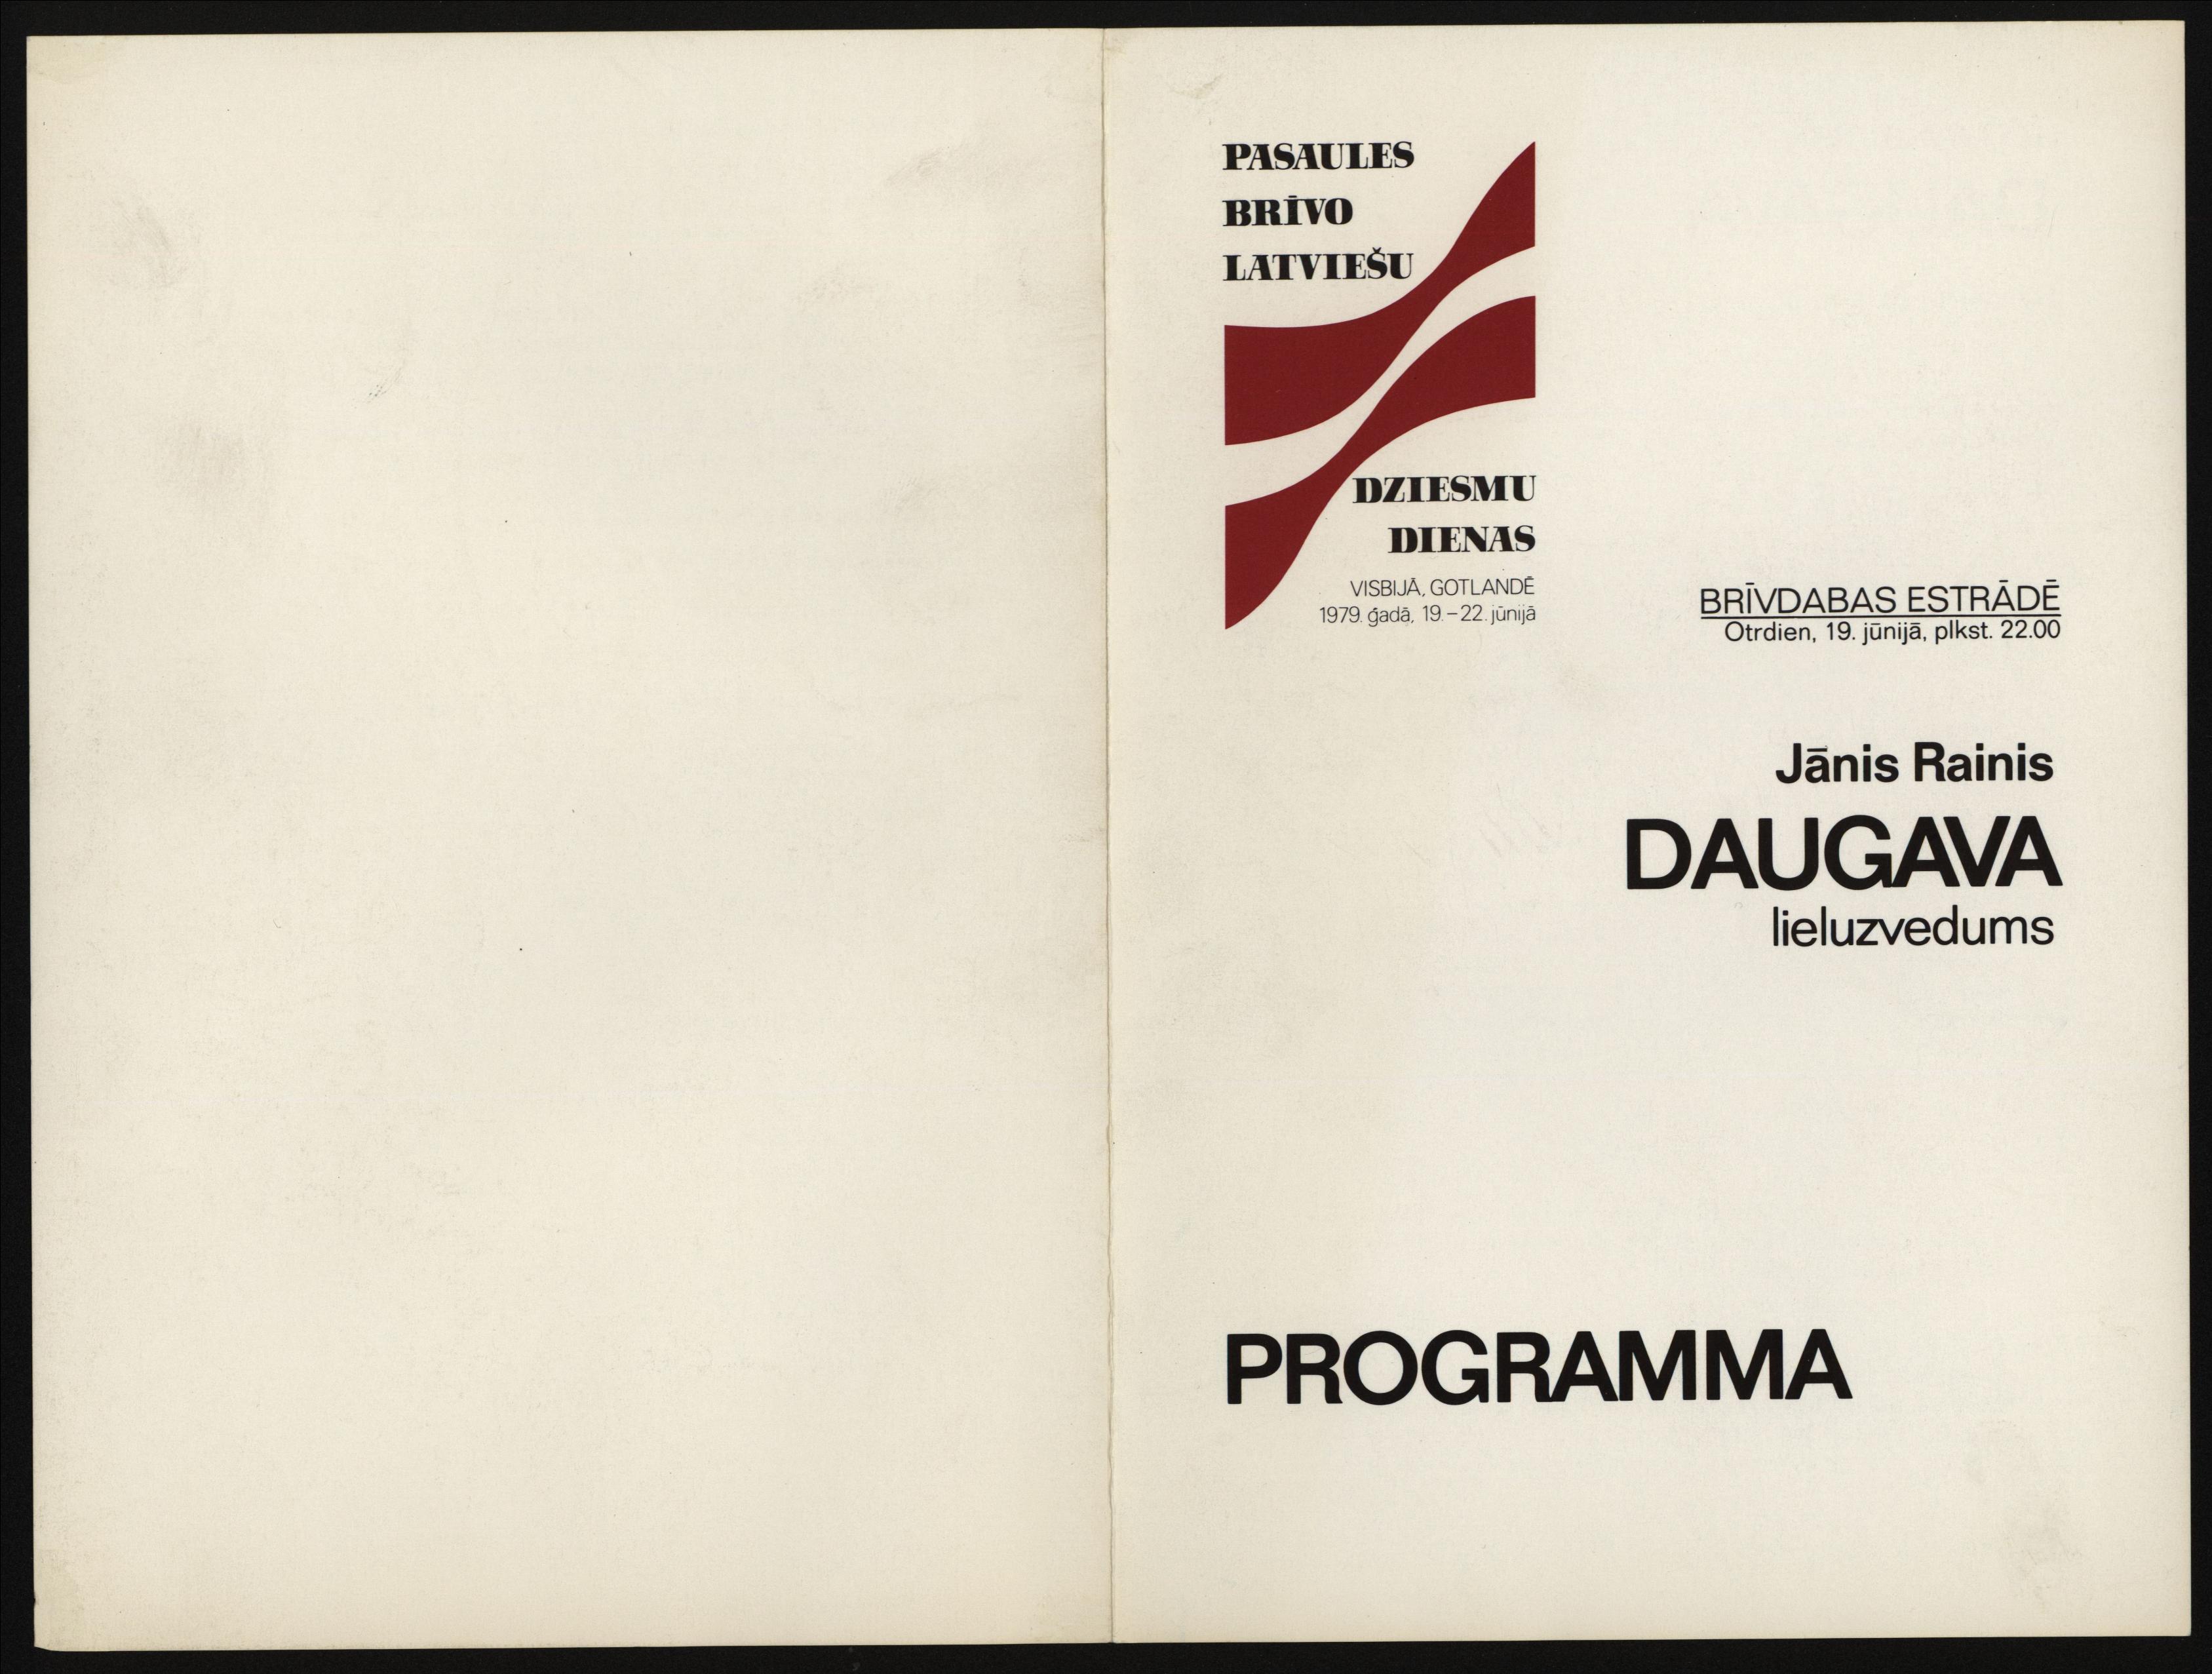 PASAULES
BRĪVO
LATVIEŠU
DZIESMU
DIENAS
VISBIJĀ, GOTLANDĒ
1979. gadā, 19.–22. jūnijā
BRĪVDABAS ESTRĀDĒ
Otrdien, 19. jūnijā, plkst. 22.00
Jānis Rainis
DAUGAVA
lieluzvedums
PROGRAMMA